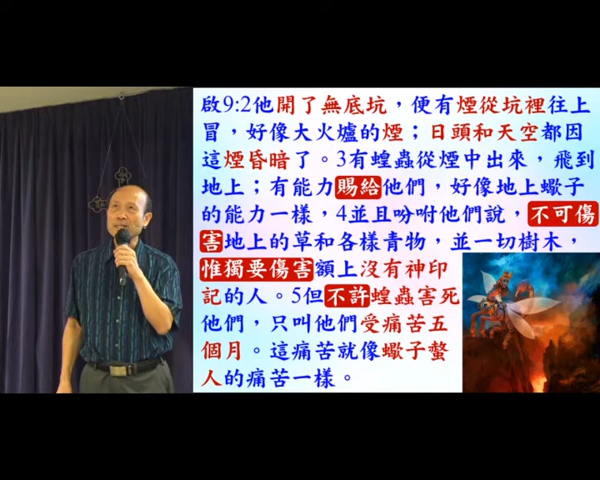 啟9:2他開了無底坑，便有煙從坑裡往上
冒，好像大火爐的煙；日頭和天空都因
這煙昏暗了。3有蝗蟲從煙中出來，飛到
地上；有能力賜給他們，好像地上蠍子
的能力一樣，4並且吩咐他們說，不可傷
害地上的草和各樣青物，並一切樹木，
惟獨要傷害額上沒有神印
記的人。5但不許蝗蟲害死
他們，只叫他們受痛苦五
個月。這痛苦就像蠍子螫
人的痛苦一樣。